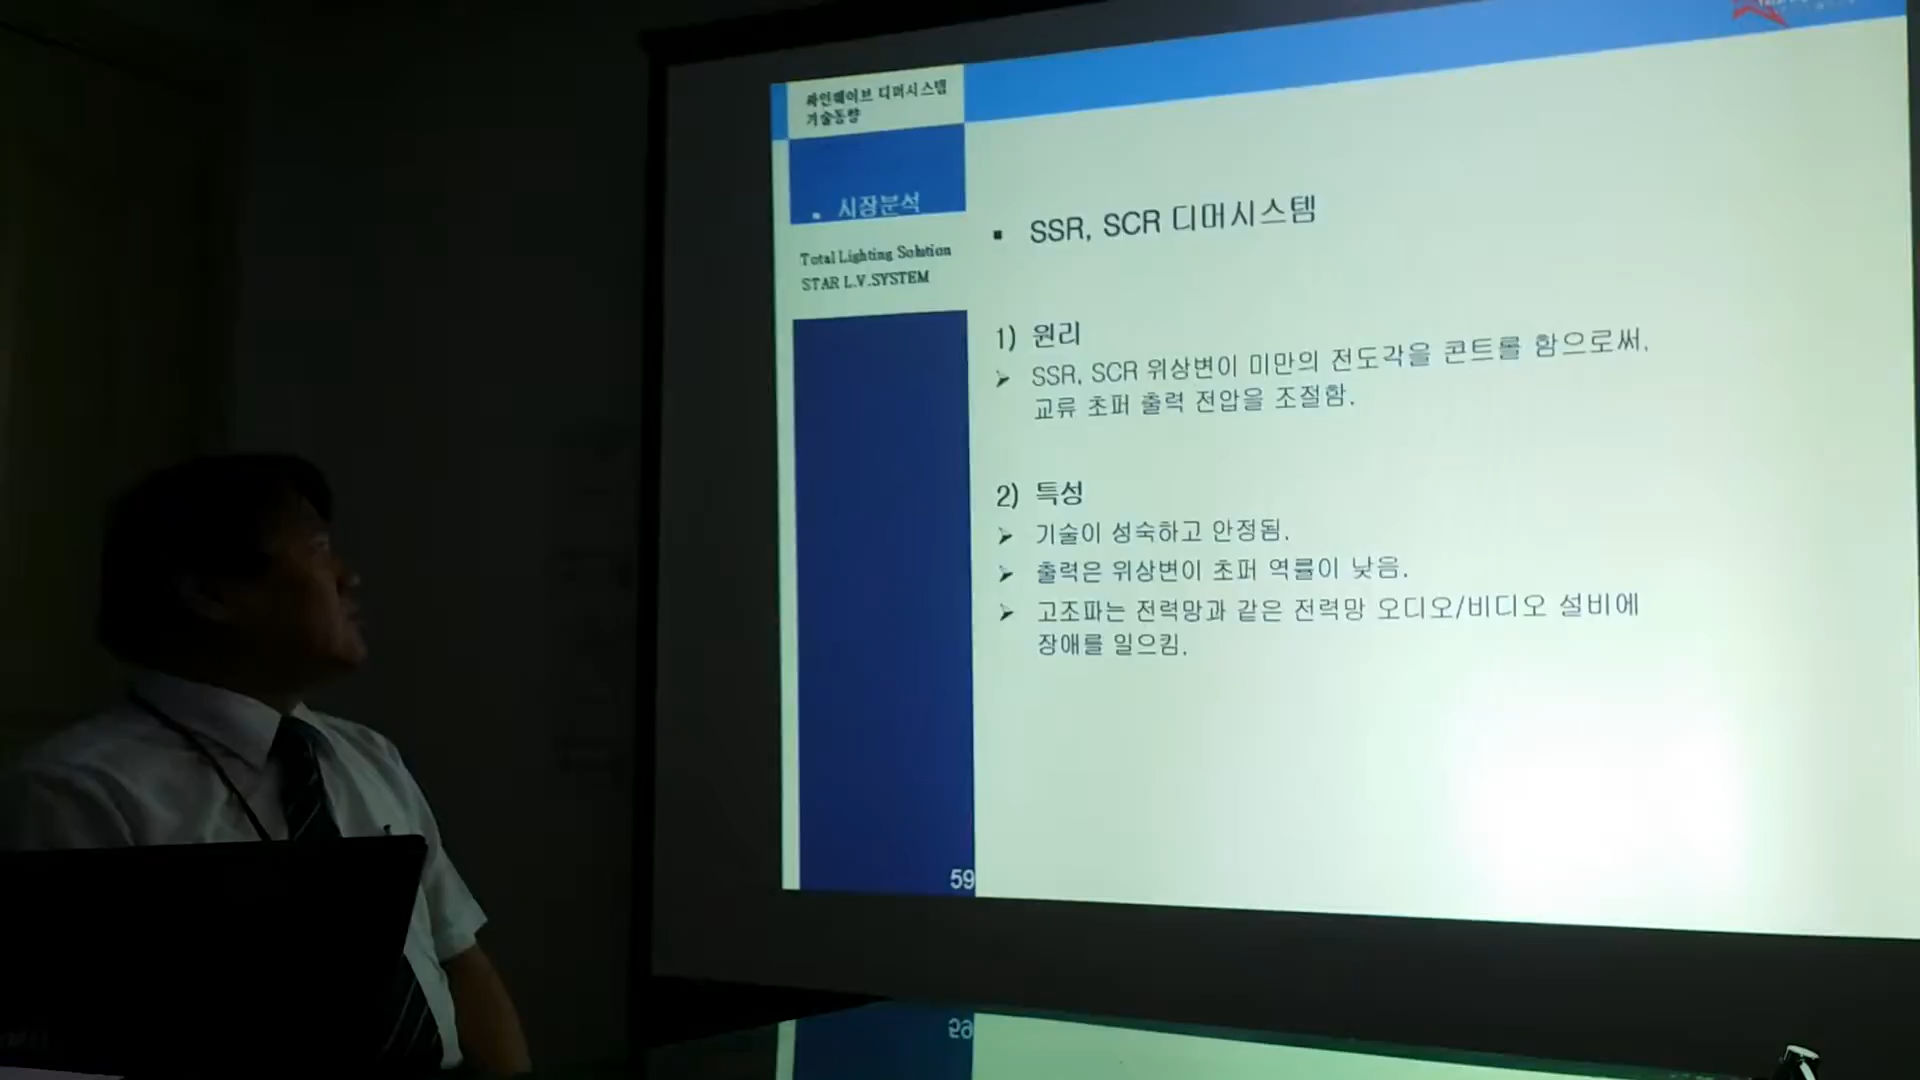 싸인웨이브 디머시스템
기술동향
▪ 시장분석
Total Lighting Solution
STAR L.V.SYSTEM
▪ SSR, SCR 디머시스템
1) 원리
➢ SSR, SCR 위상변이 미만의 전도각을 콘트롤 함으로써,
교류 초퍼 출력 전압을 조절함.
2) 특성
➢ 기술이 성숙하고 안정됨.
➢ 출력은 위상변이 초퍼 역률이 낮음.
➢ 고조파는 전력망과 같은 전력망 오디오/비디오 설비에
장애를 일으킴.
59